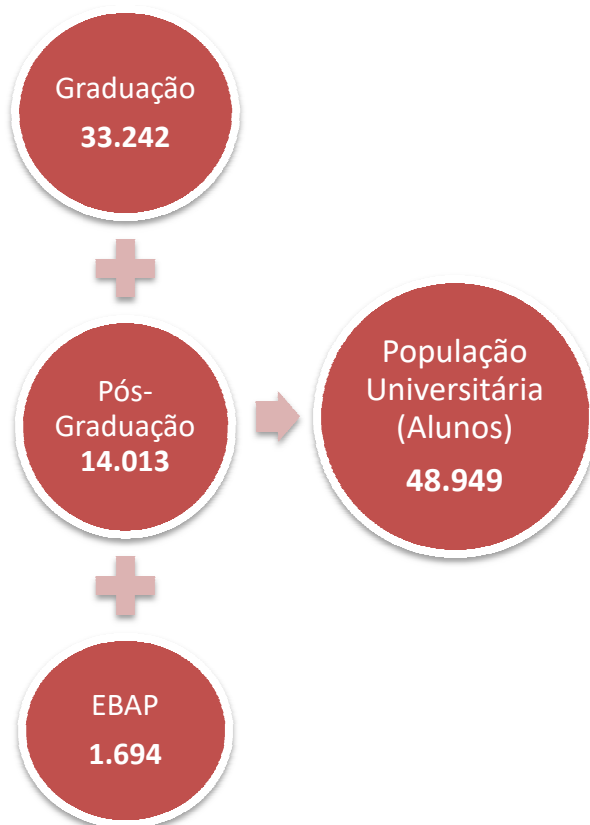 Graduação
33.242
Pós-
Graduação
14.013
População
Universitária
(Alunos)
48.949
EBAP
1.694